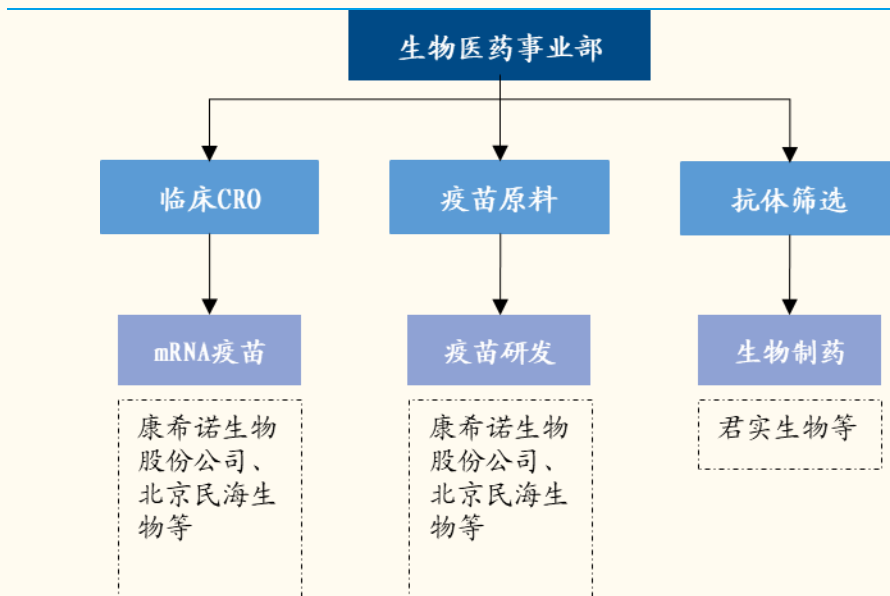 生物医药事业部
临床CRO
疫苗原料
抗体筛选
mRNA疫苗
疫苗研发
生物制药
康希诺生物
股份公司、
北京民海生
物等
康希诺生物
股份公司、
北京民海生
物等
君实生物等